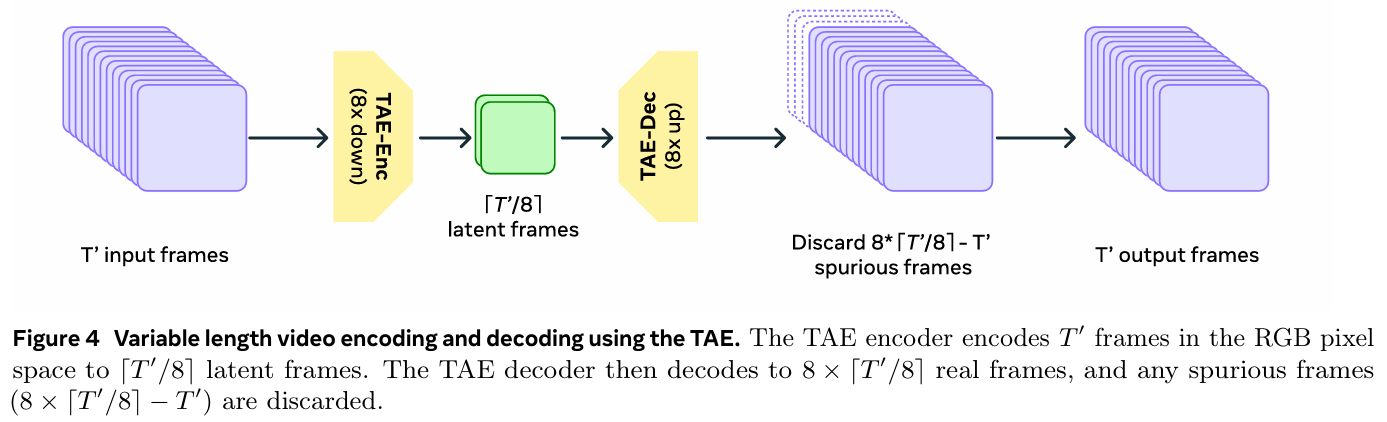 TAE-Enc
(8x down)
TAE-Dec
(8x up)
⌈T’/8⌉
latent frames
T’ input frames
Discard 8*⌈T’/8⌉ - T’
spurious frames
T’ output frames
Figure 4 Variable length video encoding and decoding using the TAE. The TAE encoder encodes T′ frames in the RGB pixel
space to ⌈T′/8⌉ latent frames. The TAE decoder then decodes to 8 × ⌈T′/8⌉ real frames, and any spurious frames
(8 × ⌈T′/8⌉ − T′) are discarded.